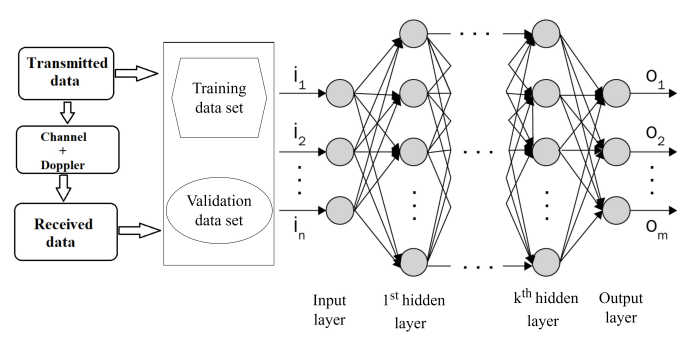 Transmitted
data
Channel
+
Doppler
Received
data
Training
data set
Validation
data set
i1
i2
in
o1
o2
om
Input
layer
1st hidden
layer
kth hidden
layer
Output
layer